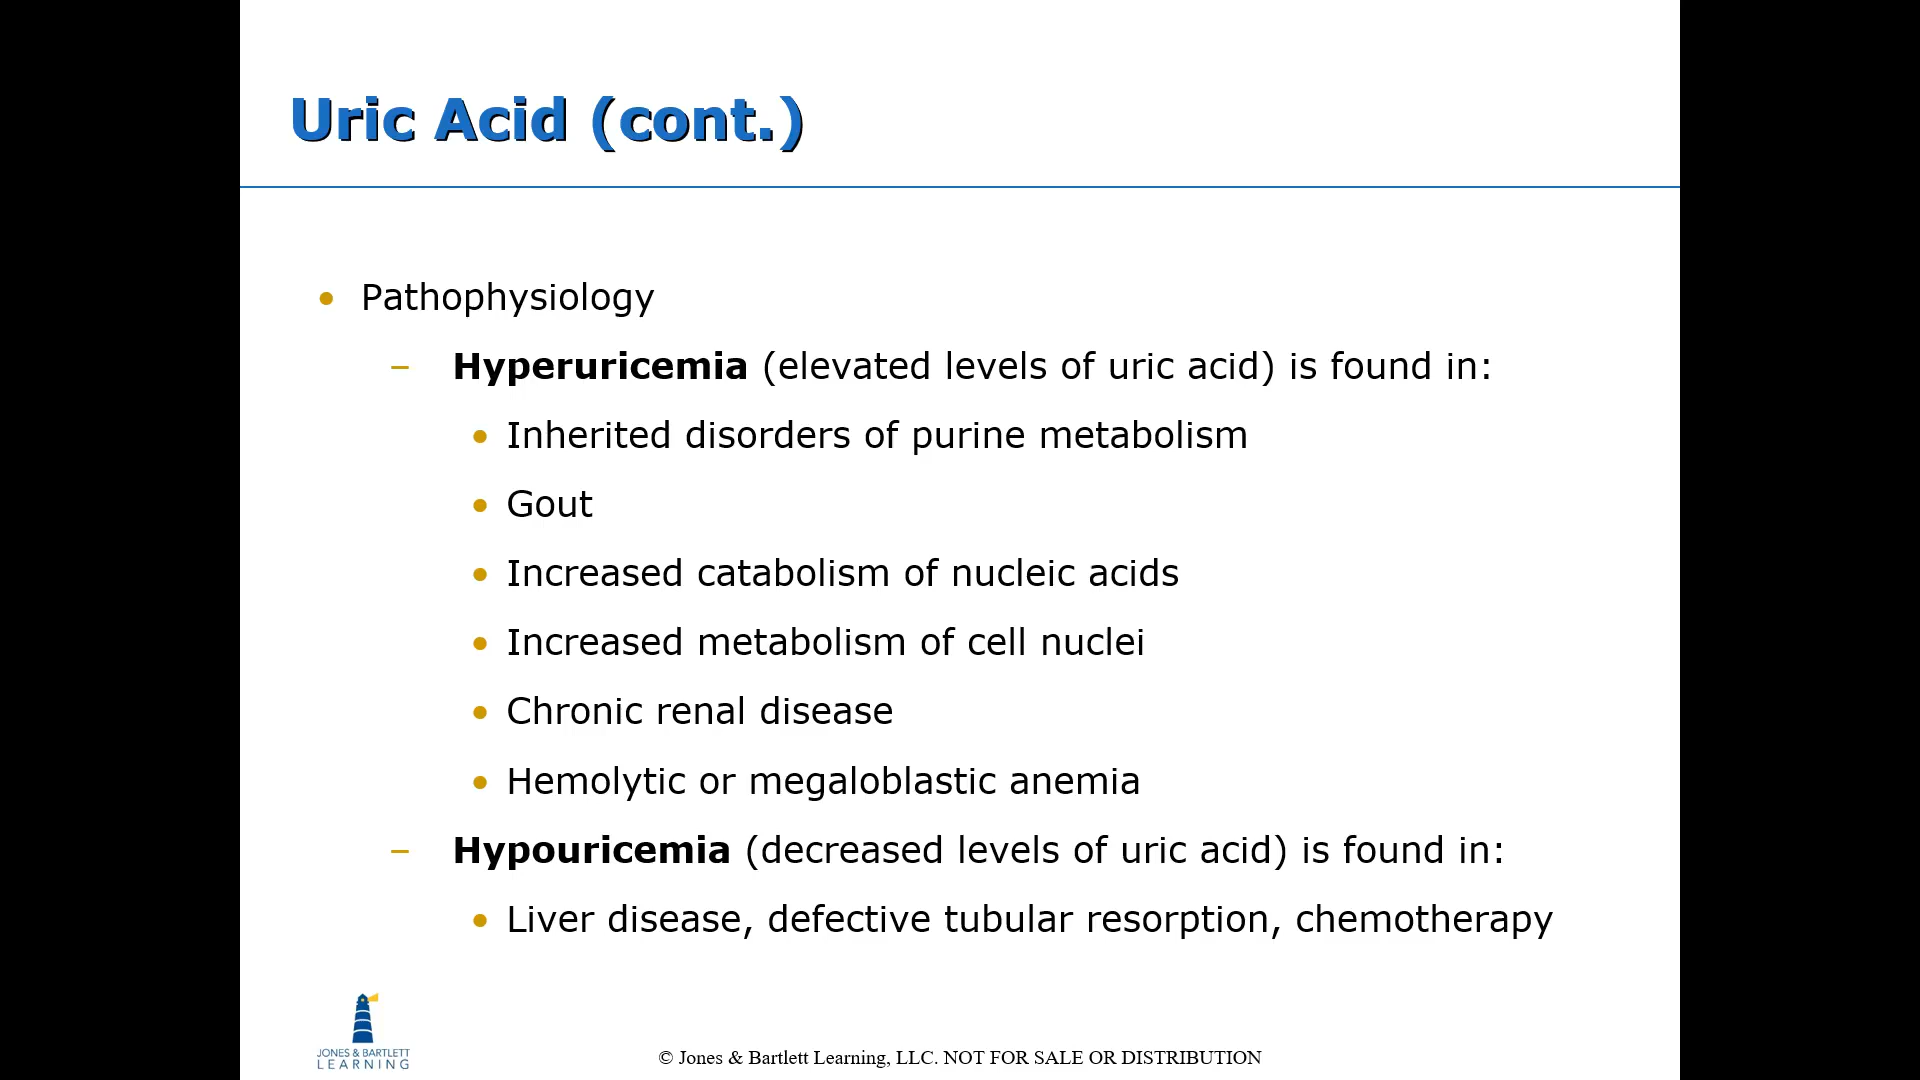 Uric Acid (cont.)
• Pathophysiology
– Hyperuricemia (elevated levels of uric acid) is found in:
• Inherited disorders of purine metabolism
• Gout
• Increased catabolism of nucleic acids
• Increased metabolism of cell nuclei
• Chronic renal disease
• Hemolytic or megaloblastic anemia
– Hypouricemia (decreased levels of uric acid) is found in:
• Liver disease, defective tubular resorption, chemotherapy
JONES & BARTLETT
LEARNING
© Jones & Bartlett Learning, LLC. NOT FOR SALE OR DISTRIBUTION